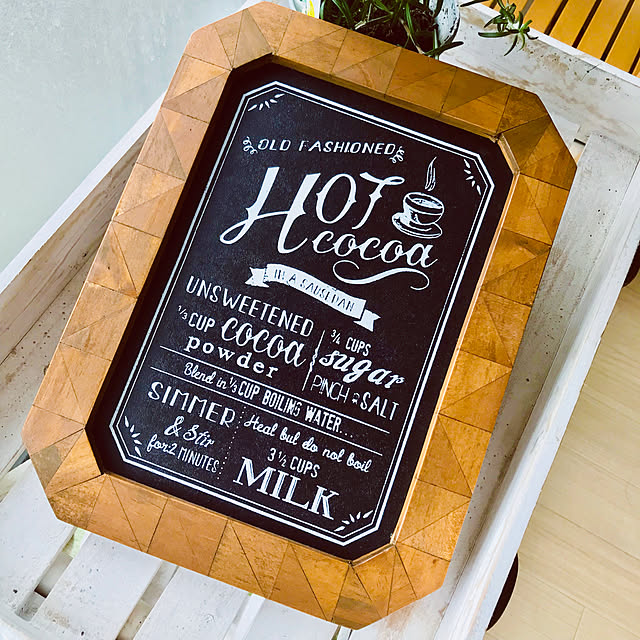 OLD FASHIONED
HOT
cocoa
IN A SAUSEPAN
UNSWEETENED
1/3 CUP cocoa
powder
3/4 CUPS
sugar
PINCH of SALT
Blend in 1/3 CUP BOILING WATER...
SIMMER
& Stir
for 2 MINUTES
Heat but do not boil
3 1/2 CUPS
MILK